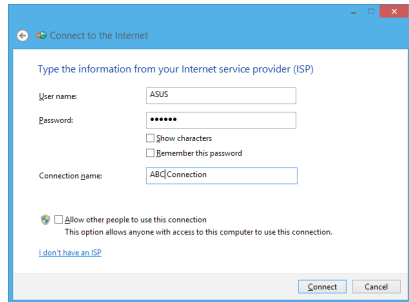 Connect to the Internet
Type the information from your Internet service provider (ISP)
User name: ASUS
Password: ••••••
Show characters
Remember this password
Connection name: ABC Connection
Allow other people to use this connection
This option allows anyone with access to this computer to use this connection.
I don't have an ISP
Connect Cancel